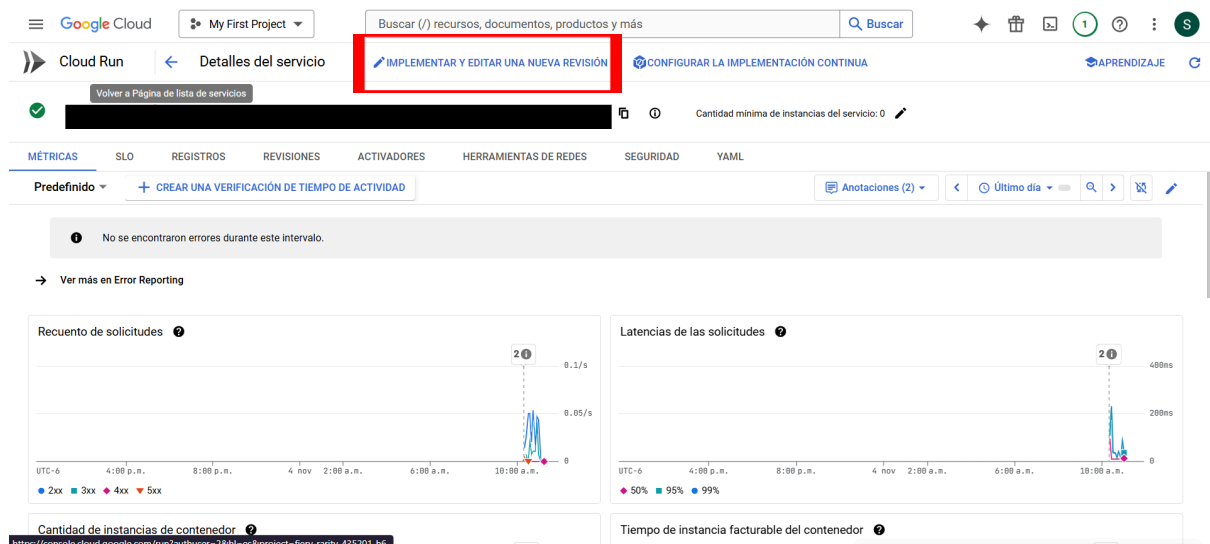 Google Cloud
My First Project
Buscar (/) recursos, documentos, productos y más
Buscar
1
S
Cloud Run
Detalles del servicio
IMPLEMENTAR Y EDITAR UNA NUEVA REVISIÓN
CONFIGURAR LA IMPLEMENTACIÓN CONTINUA
APRENDIZAJE
Volver a Página de lista de servicios
Cantidad mínima de instancias del servicio: 0
MÉTRICAS SLO REGISTROS REVISIONES ACTIVADORES HERRAMIENTAS DE REDES SEGURIDAD YAML
Predefinido
+ CREAR UNA VERIFICACIÓN DE TIEMPO DE ACTIVIDAD
Anotaciones (2)
Último día
No se encontraron errores durante este intervalo.
Ver más en Error Reporting
Recuento de solicitudes
2
0.1/s
0.05/s
0
UTC-6 4:00 p.m. 8:00 p.m. 4 nov 2:00 a.m. 6:00 a.m. 10:00 a.m.
2xx 3xx 4xx 5xx
Latencias de las solicitudes
2
400ms
200ms
0
UTC-6 4:00 p.m. 8:00 p.m. 4 nov 2:00 a.m. 6:00 a.m. 10:00 a.m.
50% 95% 99%
Cantidad de instancias de contenedor
Tiempo de instancia facturable del contenedor